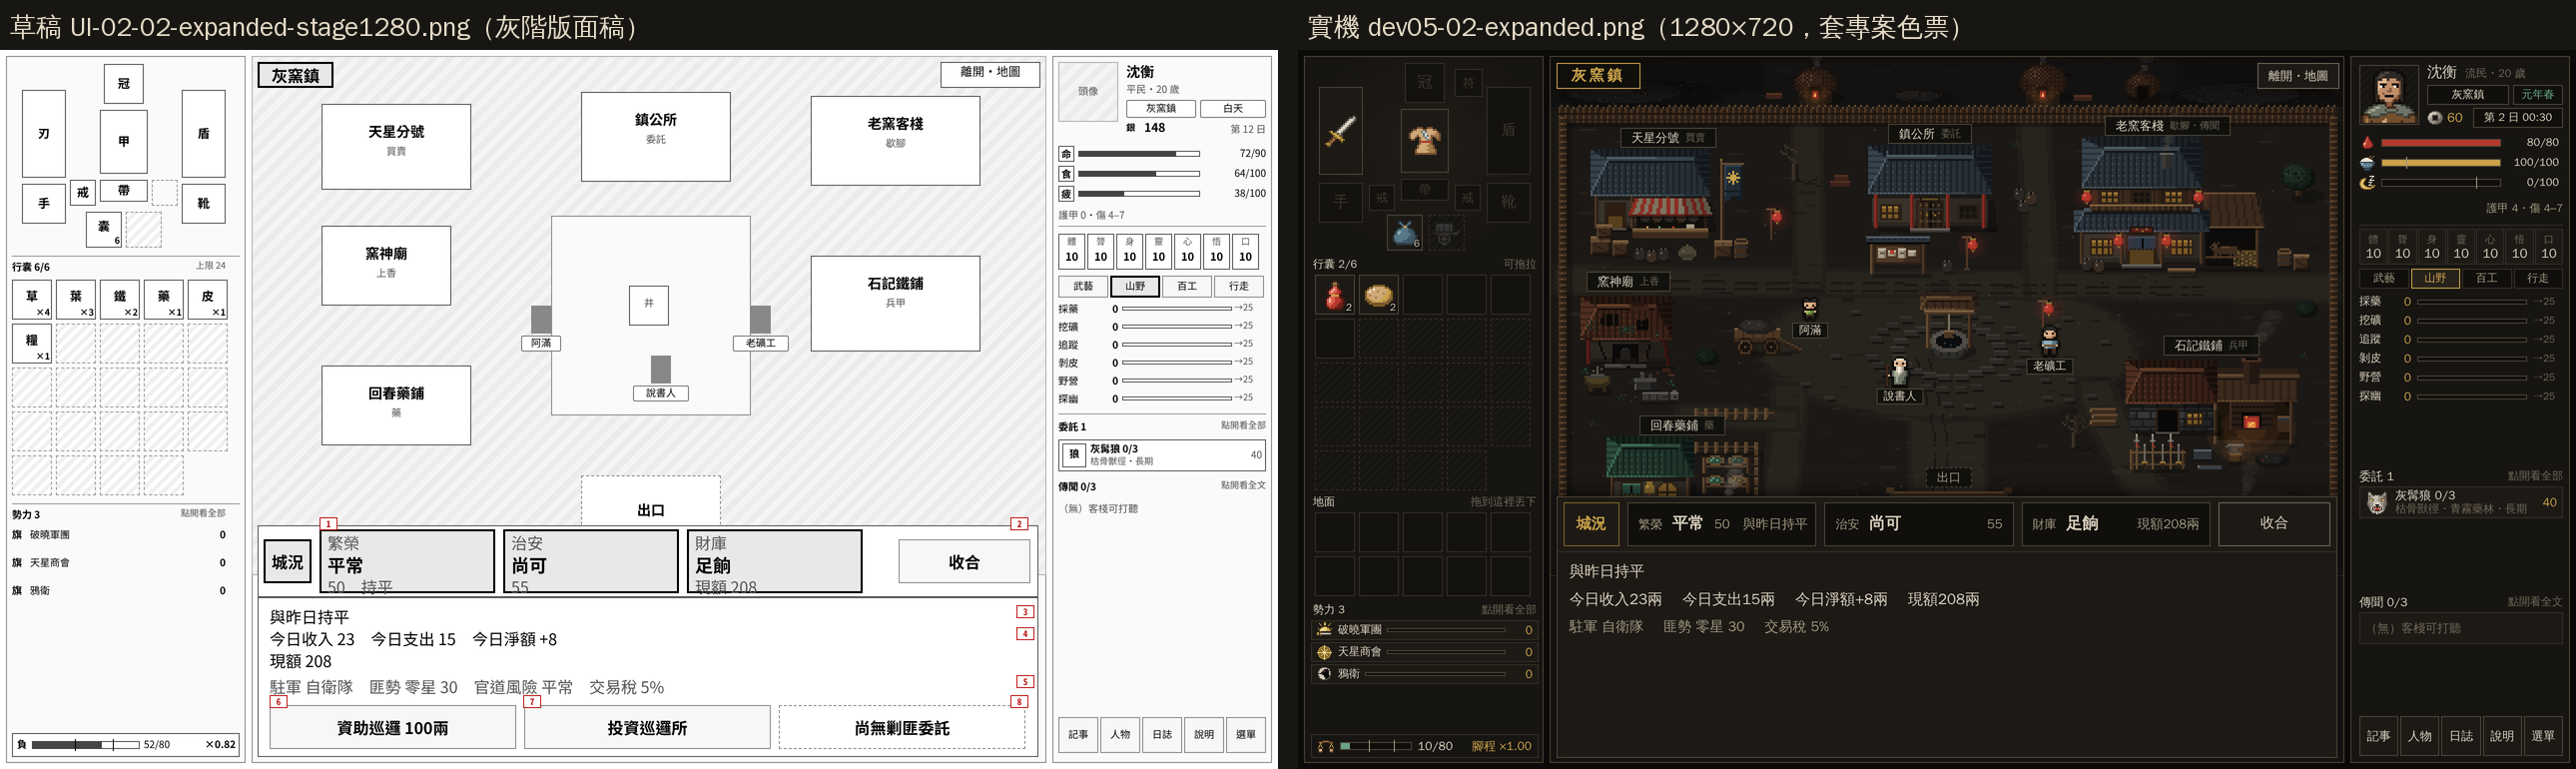 草稿 UI-02-02-expanded-stage1280.png（灰階版面稿）
冠
刃
甲
盾
手
戒
帶
靴
囊
6
行囊 6/6
上限 24
草 ×4
葉 ×3
鐵 ×2
藥 ×1
皮 ×1
糧 ×1
勢力 3
點開看全部
旗 破曉軍團 0
旗 天星商會 0
旗 鴉衛 0
負 52/80 ×0.82
灰窯鎮
離開・地圖
天星分號
買賣
鎮公所
委託
老窯客棧
歇腳
窯神廟
上香
井
石記鐵鋪
兵甲
阿滿
老礦工
說書人
回春藥鋪
藥
出口
1
2
城況
繁榮
平常
50 持平
治安
尚可
55
財庫
足餉
現額 208
收合
與昨日持平
3
今日收入 23 今日支出 15 今日淨額 +8
4
現額 208
駐軍 自衛隊 匪勢 零星 30 官道風險 平常 交易稅 5%
5
6
7
8
資助巡邏 100兩
投資巡邏所
尚無剿匪委託
頭像
沈衡
平民・20 歲
灰窯鎮
白天
銀 148
第 12 日
命 72/90
食 64/100
疲 38/100
護甲 0・傷 4–7
體 膂 身 靈 心 悟 口
10 10 10 10 10 10 10
武藝 山野 百工 行走
採藥 0 →25
挖礦 0 →25
追蹤 0 →25
剝皮 0 →25
野營 0 →25
探幽 0 →25
委託 1
點開看全部
狼
灰鬃狼 0/3
枯骨獸徑・長期
40
傳聞 0/3
點開看全文
（無）客棧可打聽
記事 人物 日誌 說明 選單
實機 dev05-02-expanded.png（1280×720，套專案色票）
冠
符
盾
手
戒
帶
戒
靴
6
行囊 2/6
可拖拉
2
2
地面
拖到這裡丟下
勢力 3
點開看全部
破曉軍團 0
天星商會 0
鴉衛 0
10/80 腳程 ×1.00
灰窯鎮
離開・地圖
天星分號 買賣
鎮公所 委託
老窯客棧 歇腳・傳聞
窯神廟 上香
阿滿
老礦工
石記鐵鋪 兵甲
說書人
回春藥鋪 藥
出口
城況
繁榮 平常 50 與昨日持平
治安 尚可 55
財庫 足餉 現額208兩
收合
與昨日持平
今日收入23兩 今日支出15兩 今日淨額+8兩 現額208兩
駐軍 自衛隊 匪勢 零星 30 交易稅 5%
沈衡 流民・20 歲
灰窯鎮
元年春
60
第 2 日 00:30
80/80
100/100
0/100
護甲 4・傷 4–7
體 膂 身 靈 心 悟 口
10 10 10 10 10 10 10
武藝 山野 百工 行走
採藥 0 →25
挖礦 0 →25
追蹤 0 →25
剝皮 0 →25
野營 0 →25
探幽 0 →25
委託 1
點開看全部
灰鬃狼 0/3
枯骨獸徑・青霧藥林・長期
40
傳聞 0/3
點開看全文
（無）客棧可打聽
記事 人物 日誌 說明 選單